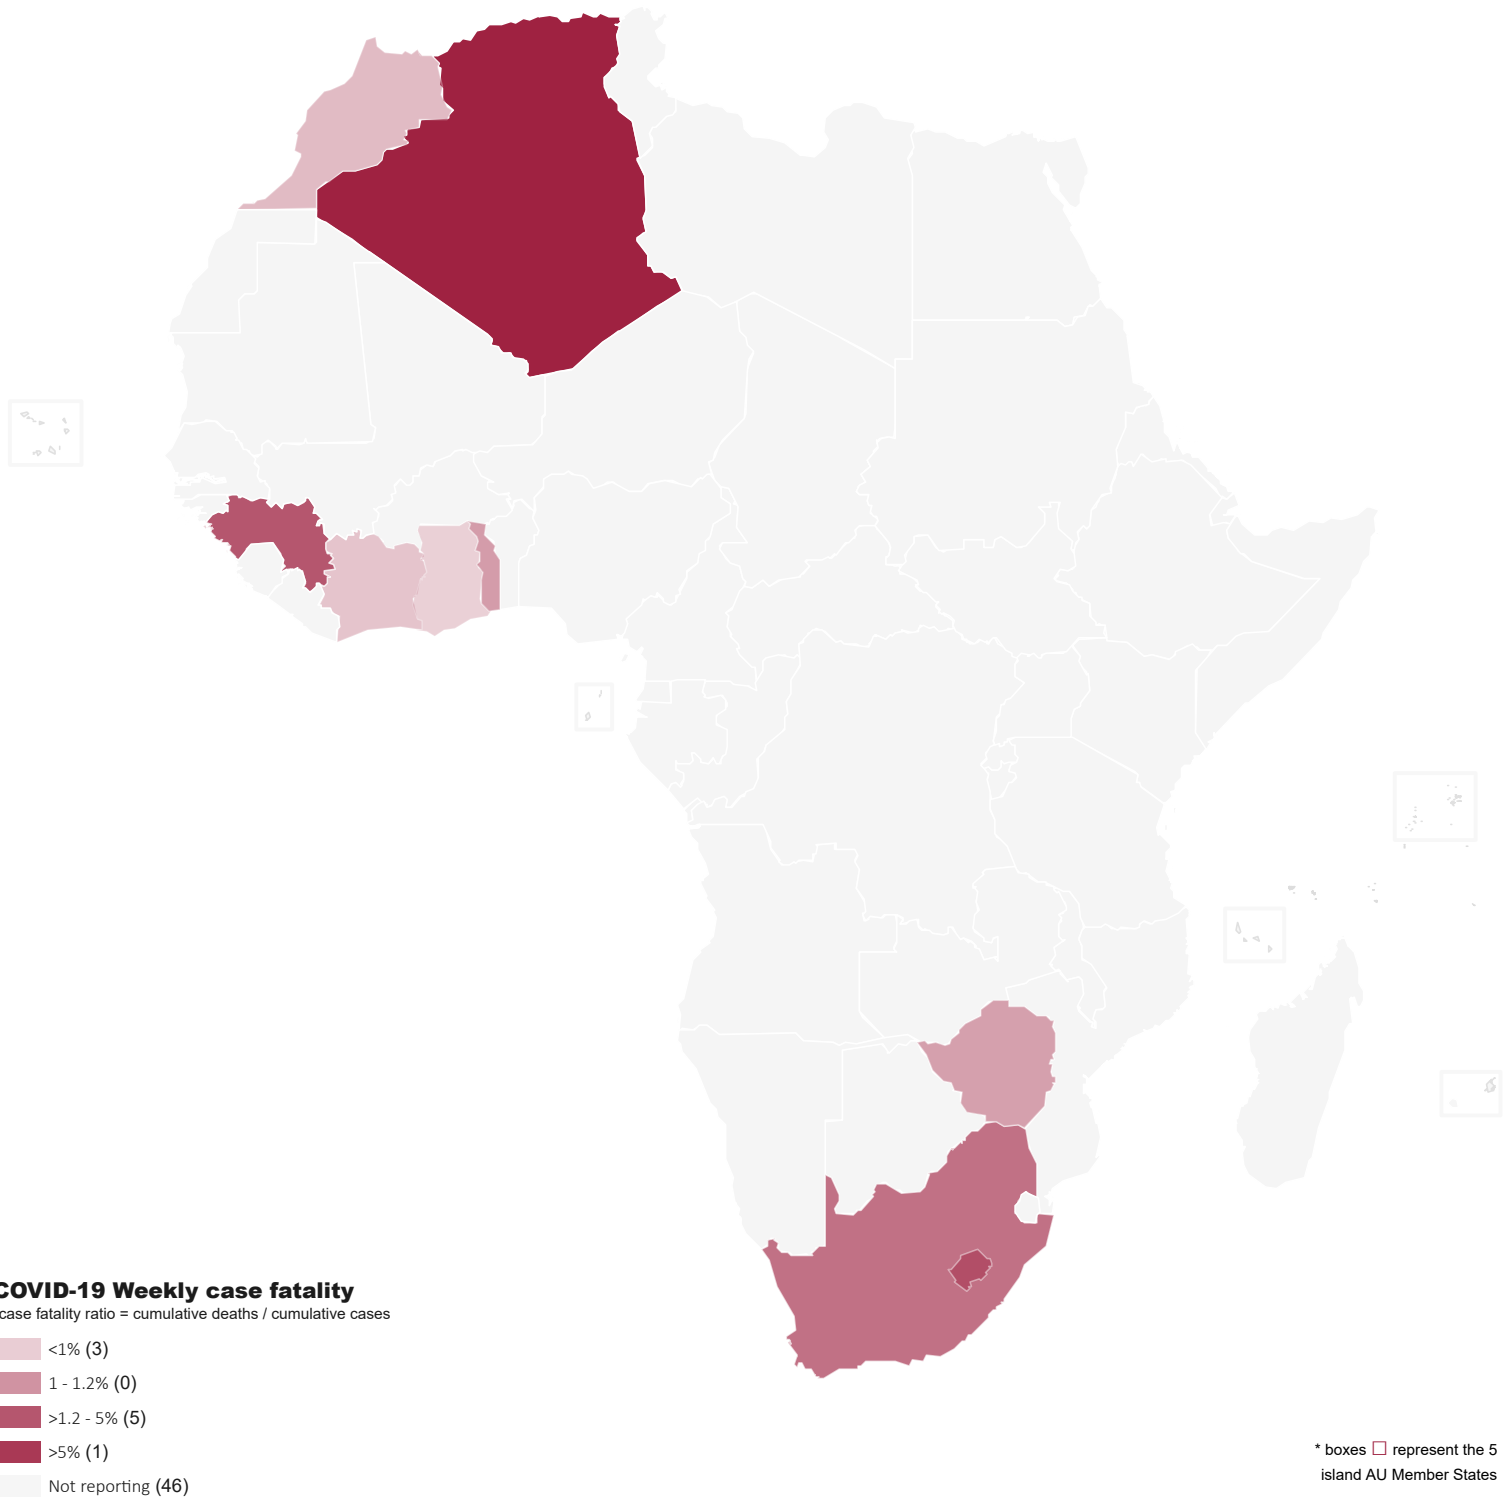 COVID-19 Weekly case fatality
case fatality ratio = cumulative deaths / cumulative cases
<1% (3)
1 - 1.2% (0)
>1.2 - 5% (5)
>5% (1)
Not reporting (46)
* boxes □ represent the 5
island AU Member States